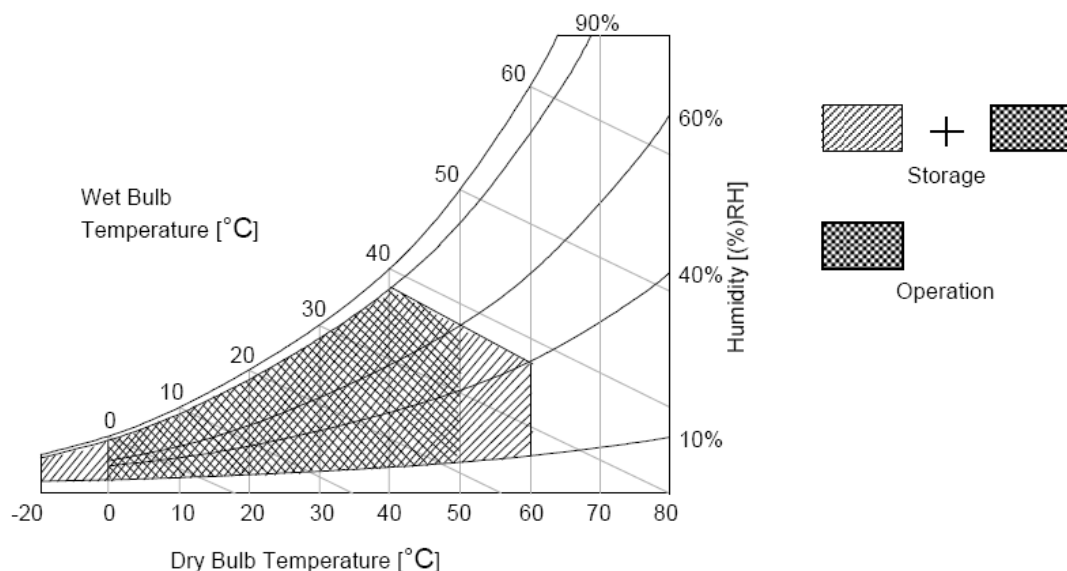 90%
60
60%
50
Storage
Wet Bulb
Temperature [°C]
40
40%
Humidity [(%)RH]
Operation
30
20
10
0
10%
-20 0 10 20 30 40 50 60 70 80
Dry Bulb Temperature [°C]